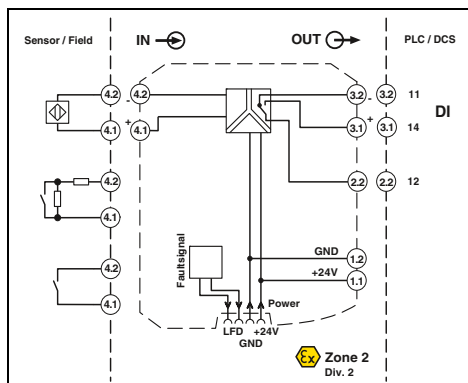 Sensor / Field IN OUT PLC / DCS
4.2 4.2 - 3.2 - 3.2 11
DI
4.1 + 4.1 3.1 + 3.1 14
4.2 2.2 2.2 12
4.1
Faultsignal
GND 1.2
4.2
+24V 1.1
4.1
Power
LFD +24V
GND
Ex Zone 2
Div. 2